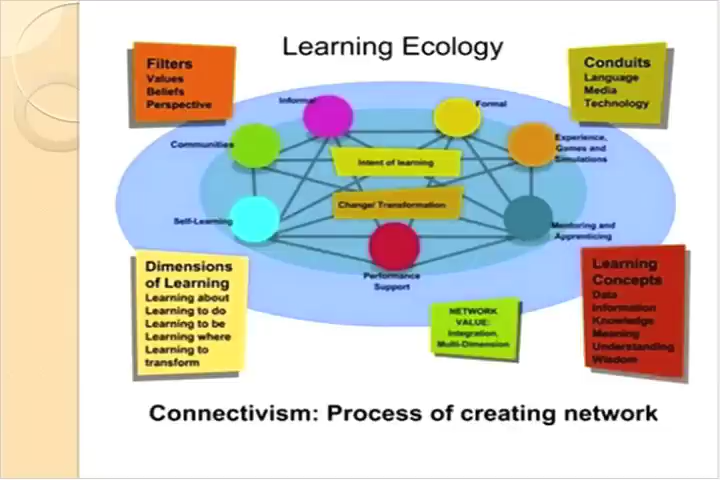 Learning Ecology
Filters
Values
Beliefs
Perspective
Conduits
Language
Media
Technology
Informal
Formal
Communities
Experience,
Games and
Simulations
Intent of learning
Change/ Transformation
Self-Learning
Mentoring and
Apprenticing
Performance
Support
Dimensions
of Learning
Learning about
Learning to do
Learning to be
Learning where
Learning to
transform
NETWORK
VALUE:
Integration,
Multi-Dimension
Learning
Concepts
Data
Information
Knowledge
Meaning
Understanding
Wisdom
Connectivism: Process of creating network